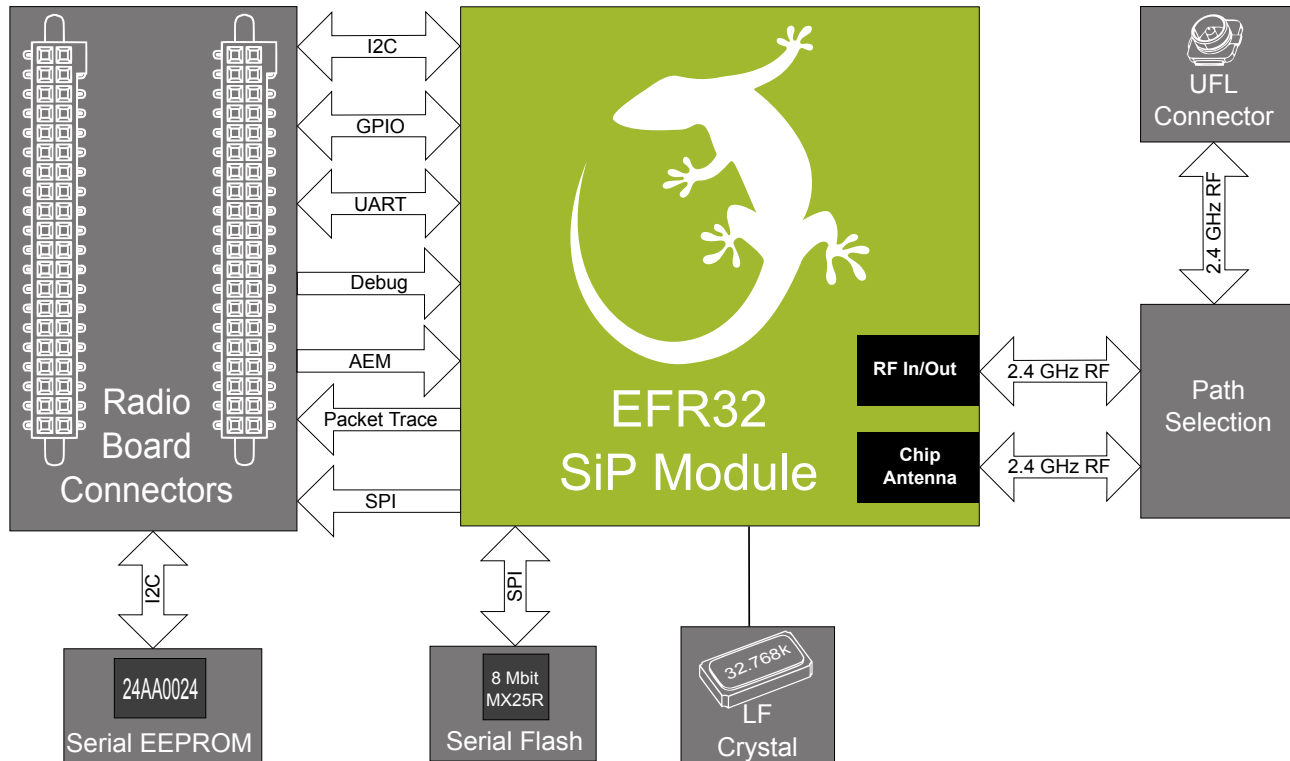 I2C
GPIO
UART
Debug
AEM
Packet Trace
SPI
Radio
Board
Connectors
EFR32
SiP Module
RF In/Out
Chip
Antenna
2.4 GHz RF
2.4 GHz RF
UFL
Connector
2.4 GHz RF
Path
Selection
I2C
24AA0024
Serial EEPROM
SPI
8 Mbit
MX25R
Serial Flash
32.768k
LF
Crystal